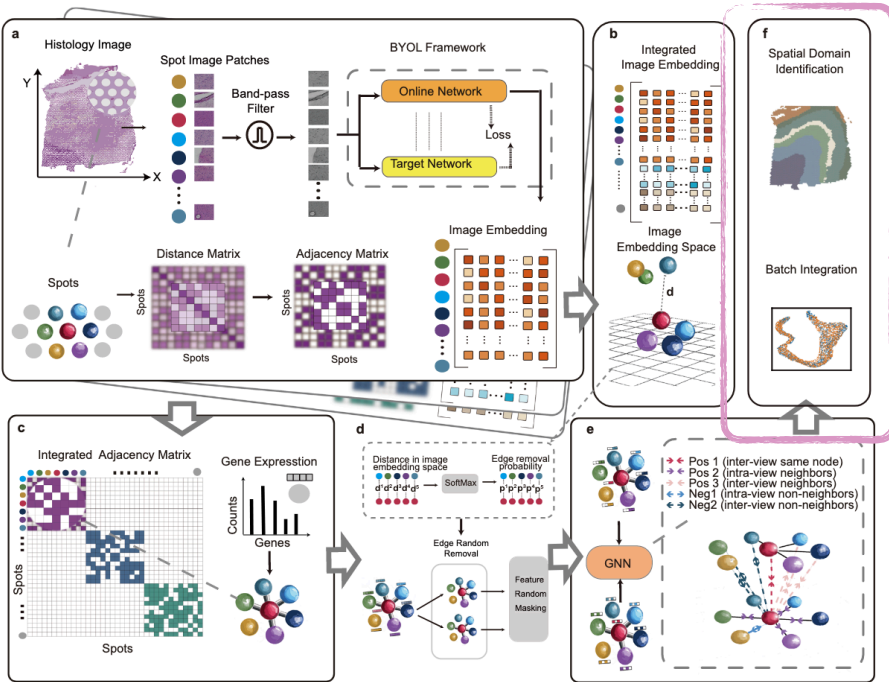 a
Histology Image
Y
X
Spot Image Patches
Band-pass
Filter
BYOL Framework
Online Network
Loss
Target Network
Spots
Distance Matrix
Spots
Spots
Adjacency Matrix
Spots
Spots
Image Embedding
b
Integrated
Image Embedding
Image
Embedding Space
d
f
Spatial Domain
Identification
Batch Integration
c
Integrated Adjacency Matrix
Spots
Spots
Gene Expression
Counts
Genes
d
Distance in image
embedding space
d¹d²d³d⁴d⁵
SoftMax
Edge removal
probability
p¹p²p³p⁴p⁵
Edge Random
Removal
Feature
Random
Masking
e
GNN
Pos 1 (inter-view same node)
Pos 2 (intra-view neighbors)
Pos 3 (inter-view neighbors)
Neg1 (intra-view non-neighbors)
Neg2 (inter-view non-neighbors)